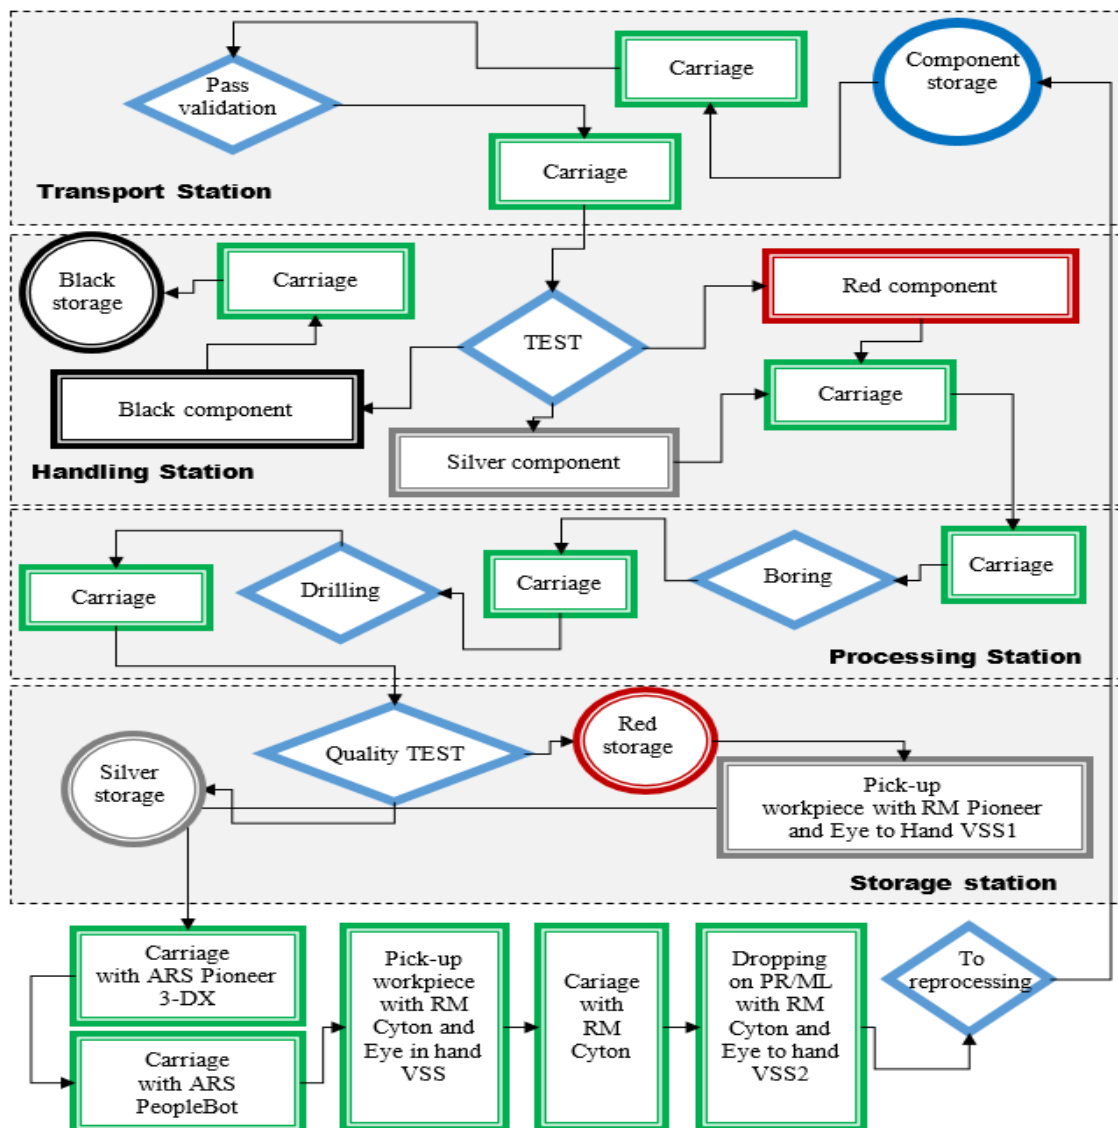 Component
storage
Carriage
Pass
validation
Carriage
Transport Station
Black
storage
Carriage
Red component
TEST
Black component
Carriage
Silver component
Handling Station
Carriage
Boring
Carriage
Drilling
Carriage
Processing Station
Quality TEST
Red
storage
Silver
storage
Pick-up
workpiece with RM Pioneer
and Eye to Hand VSS1
Storage station
Carriage
with ARS Pioneer
3-DX
Carriage
with ARS
PeopleBot
Pick-up
workpiece
with RM
Cyton and
Eye in hand
VSS
Cariage
with
RM
Cyton
Dropping
on PR/ML
with RM
Cyton and
Eye to hand
VSS2
To
reprocessing